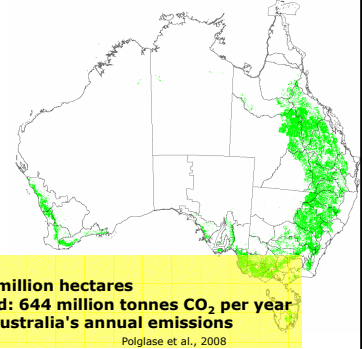 million hectares
d: 644 million tonnes CO₂ per year
ustralia's annual emissions
Polglase et al., 2008